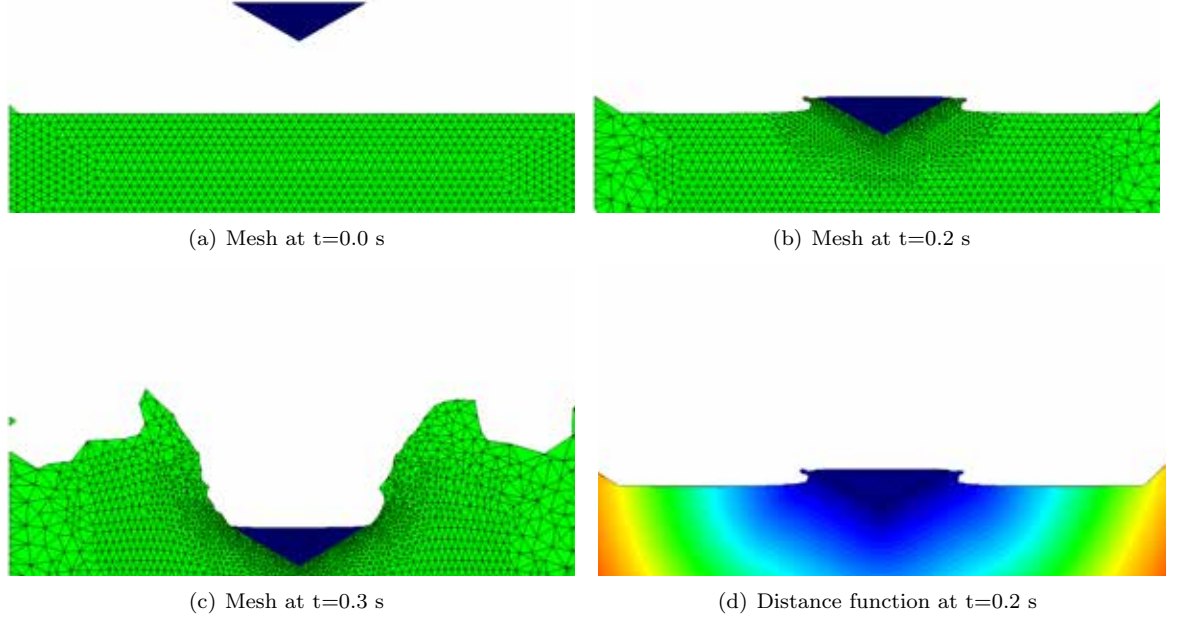 (a) Mesh at t=0.0 s
(b) Mesh at t=0.2 s
(c) Mesh at t=0.3 s
(d) Distance function at t=0.2 s